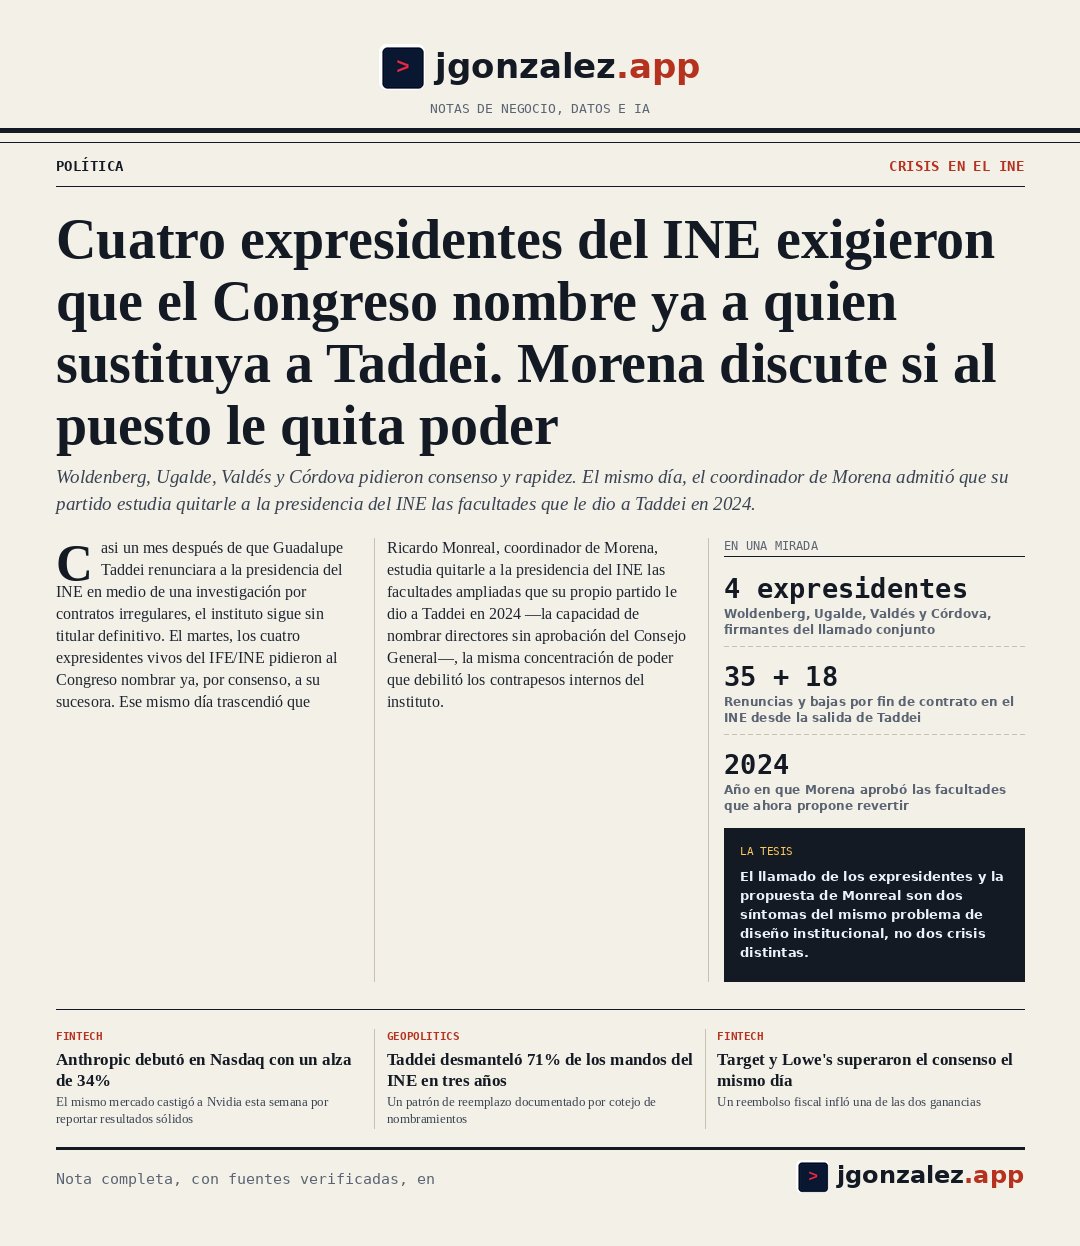 > jgonzalez.app
NOTAS DE NEGOCIO, DATOS E IA
POLÍTICA
CRISIS EN EL INE
Cuatro expresidentes del INE exigieron
que el Congreso nombre ya a quien
sustituya a Taddei. Morena discute si al
puesto le quita poder
Woldenberg, Ugalde, Valdés y Córdova pidieron consenso y rapidez. El mismo día, el coordinador de Morena admitió que su
partido estudia quitarle a la presidencia del INE las facultades que le dio a Taddei en 2024.
Casi un mes después de que Guadalupe
Taddei renunciara a la presidencia del
INE en medio de una investigación por
contratos irregulares, el instituto sigue sin
titular definitivo. El martes, los cuatro
expresidentes vivos del IFE/INE pidieron al
Congreso nombrar ya, por consenso, a su
sucesora. Ese mismo día trascendió que
Ricardo Monreal, coordinador de Morena,
estudia quitarle a la presidencia del INE las
facultades ampliadas que su propio partido le
dio a Taddei en 2024 —la capacidad de
nombrar directores sin aprobación del Consejo
General—, la misma concentración de poder
que debilitó los contrapesos internos del
instituto.
EN UNA MIRADA
4 expresidentes
Woldenberg, Ugalde, Valdés y Córdova,
firmantes del llamado conjunto
35 + 18
Renuncias y bajas por fin de contrato en el
INE desde la salida de Taddei
2024
Año en que Morena aprobó las facultades
que ahora propone revertir
LA TESIS
El llamado de los expresidentes y la
propuesta de Monreal son dos
síntomas del mismo problema de
diseño institucional, no dos crisis
distintas.
FINTECH
Anthropic debutó en Nasdaq con un alza
de 34%
El mismo mercado castigó a Nvidia esta semana por
reportar resultados sólidos
GEOPOLITICS
Taddei desmanteló 71% de los mandos del
INE en tres años
Un patrón de reemplazo documentado por cotejo de
nombramientos
FINTECH
Target y Lowe's superaron el consenso el
mismo día
Un reembolso fiscal infló una de las dos ganancias
Nota completa, con fuentes verificadas, en
> jgonzalez.app